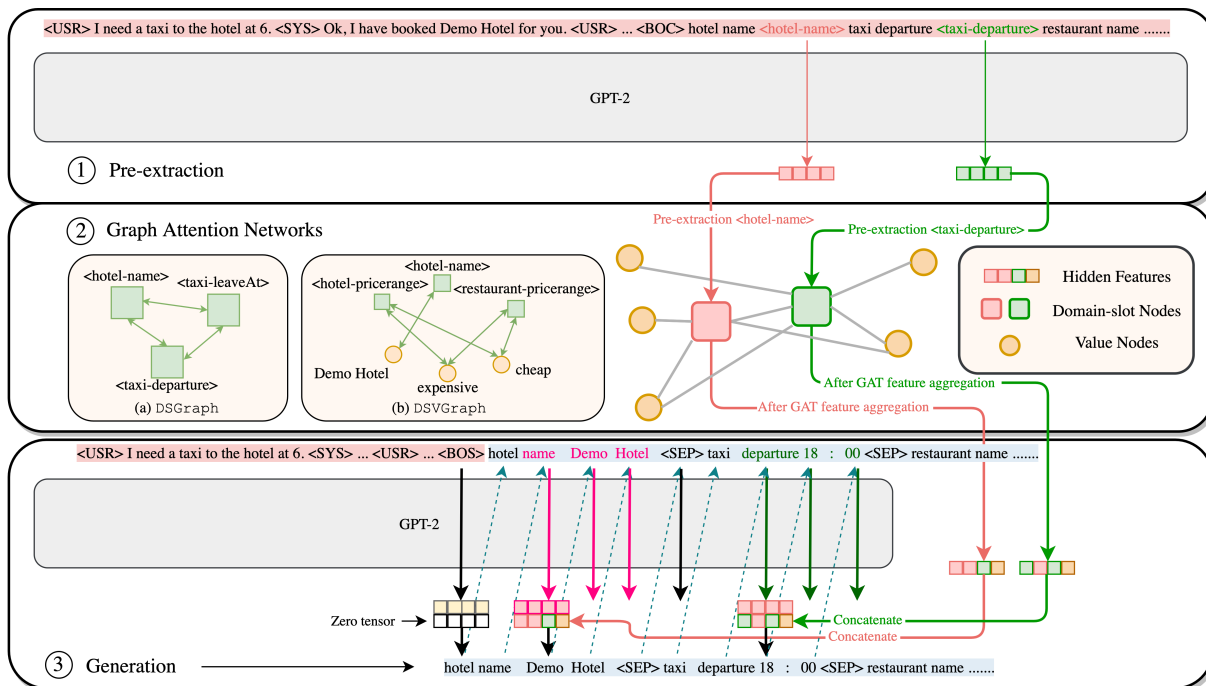 <USR> I need a taxi to the hotel at 6. <SYS> Ok, I have booked Demo Hotel for you. <USR> ... <BOC> hotel name <hotel-name> taxi departure <taxi-departure> restaurant name .......
GPT-2
1 Pre-extraction
Pre-extraction <hotel-name>
2 Graph Attention Networks
Pre-extraction <taxi-departure>
<hotel-name>
<taxi-leaveAt>
<taxi-departure>
(a) DSGraph
<hotel-name>
<hotel-pricerange>
<restaurant-pricerange>
Demo Hotel
expensive
cheap
(b) DSVGraph
Hidden Features
Domain-slot Nodes
Value Nodes
After GAT feature aggregation
After GAT feature aggregation
<USR> I need a taxi to the hotel at 6. <SYS> ... <USR> ... <BOS> hotel name Demo Hotel <SEP> taxi departure 18 : 00 <SEP> restaurant name .......
GPT-2
Zero tensor
Concatenate
Concatenate
3 Generation
hotel name Demo Hotel <SEP> taxi departure 18 : 00 <SEP> restaurant name .......